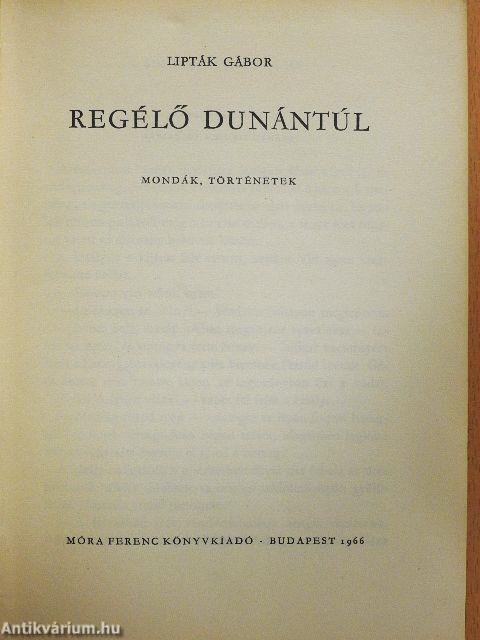 LIPTÁK GÁBOR
REGÉLŐ DUNÁNTÚL
MONDÁK, TÖRTÉNETEK
MÓRA FERENC KÖNYVKIADÓ · BUDAPEST 1966
Antikvárium.hu